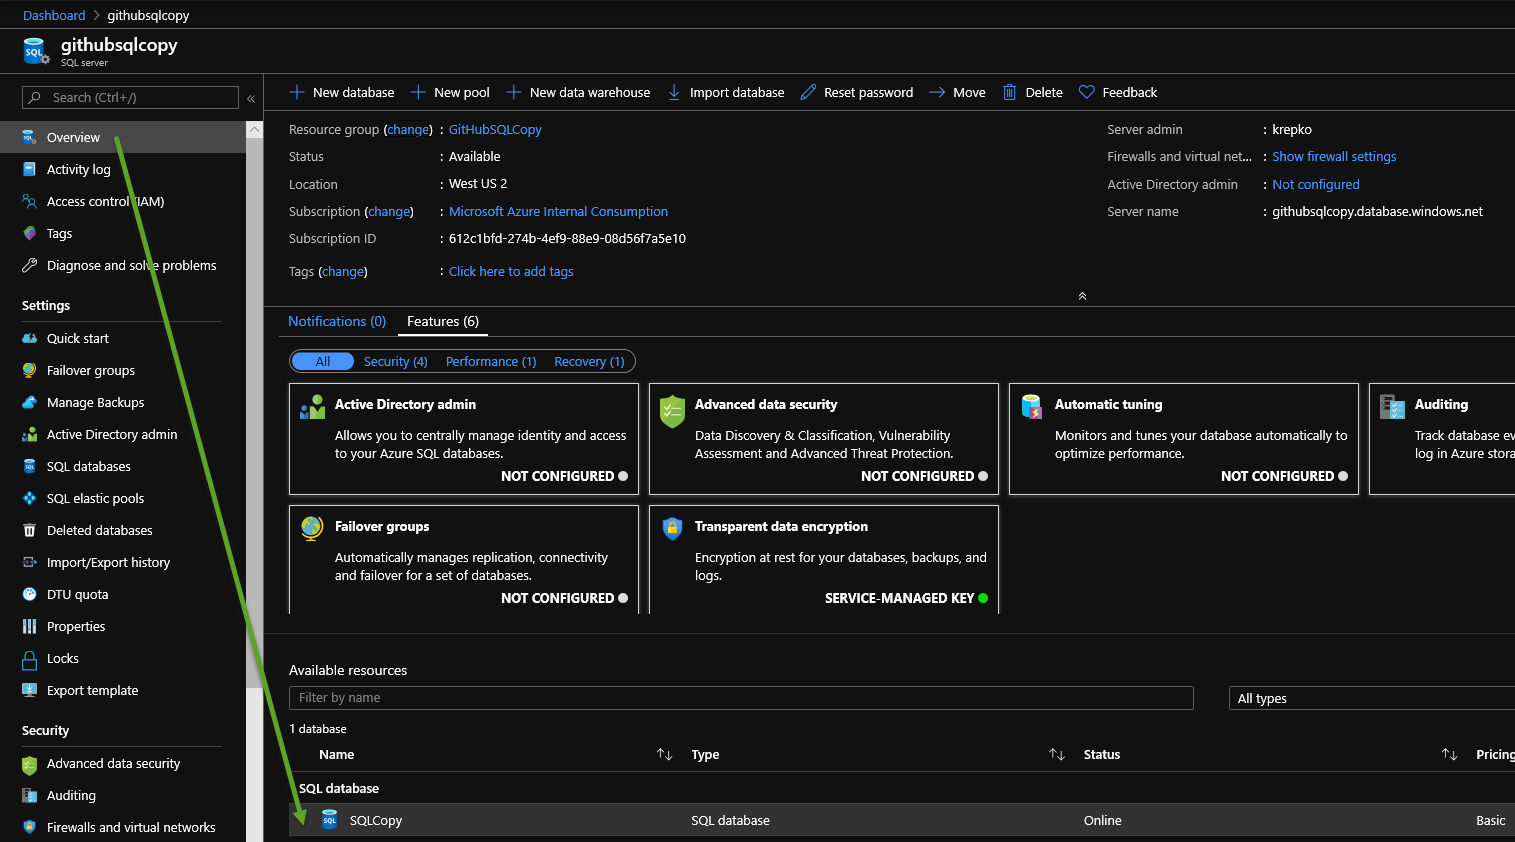 Dashboard > githubsqlcopy
githubsqlcopy
SQL server
Search (Ctrl+/)
«
Overview
Activity log
Access control (IAM)
Tags
Diagnose and solve problems
Settings
Quick start
Failover groups
Manage Backups
Active Directory admin
SQL databases
SQL elastic pools
Deleted databases
Import/Export history
DTU quota
Properties
Locks
Export template
Security
Advanced data security
Auditing
Firewalls and virtual networks
New database New pool New data warehouse Import database Reset password Move Delete Feedback
Resource group (change) : GitHubSQLCopy
Status : Available
Location : West US 2
Subscription (change) : Microsoft Azure Internal Consumption
Subscription ID : 612c1bfd-274b-4ef9-88e9-08d56f7a5e10
Tags (change) : Click here to add tags
Server admin : krepko
Firewalls and virtual net... : Show firewall settings
Active Directory admin : Not configured
Server name : githubsqlcopy.database.windows.net
Notifications (0) Features (6)
All Security (4) Performance (1) Recovery (1)
Active Directory admin
Allows you to centrally manage identity and access
to your Azure SQL databases.
NOT CONFIGURED
Advanced data security
Data Discovery & Classification, Vulnerability
Assessment and Advanced Threat Protection.
NOT CONFIGURED
Automatic tuning
Monitors and tunes your database automatically to
optimize performance.
NOT CONFIGURED
Auditing
Track database ev
log in Azure stora
Failover groups
Automatically manages replication, connectivity
and failover for a set of databases.
NOT CONFIGURED
Transparent data encryption
Encryption at rest for your databases, backups, and
logs.
SERVICE-MANAGED KEY
Available resources
Filter by name
All types
1 database
Name Type Status Pricing
SQL database
SQLCopy SQL database Online Basic